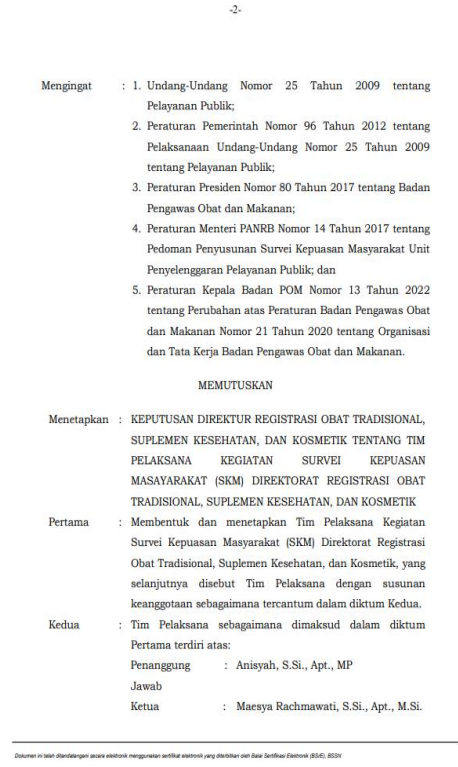 -2-
Mengingat : 1. Undang-Undang Nomor 25 Tahun 2009 tentang
Pelayanan Publik;
2. Peraturan Pemerintah Nomor 96 Tahun 2012 tentang
Pelaksanaan Undang-Undang Nomor 25 Tahun 2009
tentang Pelayanan Publik;
3. Peraturan Presiden Nomor 80 Tahun 2017 tentang Badan
Pengawas Obat dan Makanan;
4. Peraturan Menteri PANRB Nomor 14 Tahun 2017 tentang
Pedoman Penyusunan Survei Kepuasan Masyarakat Unit
Penyelenggaran Pelayanan Publik; dan
5. Peraturan Kepala Badan POM Nomor 13 Tahun 2022
tentang Perubahan atas Peraturan Badan Pengawas Obat
dan Makanan Nomor 21 Tahun 2020 tentang Organisasi
dan Tata Kerja Badan Pengawas Obat dan Makanan.
MEMUTUSKAN
Menetapkan : KEPUTUSAN DIREKTUR REGISTRASI OBAT TRADISIONAL,
SUPLEMEN KESEHATAN, DAN KOSMETIK TENTANG TIM
PELAKSANA KEGIATAN SURVEI KEPUASAN
MASAYARAKAT (SKM) DIREKTORAT REGISTRASI OBAT
TRADISIONAL, SUPLEMEN KESEHATAN, DAN KOSMETIK
Pertama : Membentuk dan menetapkan Tim Pelaksana Kegiatan
Survei Kepuasan Masyarakat (SKM) Direktorat Registrasi
Obat Tradisional, Suplemen Kesehatan, dan Kosmetik, yang
selanjutnya disebut Tim Pelaksana dengan susunan
keanggotaan sebagaimana tercantum dalam diktum Kedua.
Kedua : Tim Pelaksana sebagaimana dimaksud dalam diktum
Pertama terdiri atas:
Penanggung : Anisyah, S.Si., Apt., MP
Jawab
Ketua : Maesya Rachmawati, S.Si., Apt., M.Si.
Dokumen ini telah ditandatangani secara elektronik menggunakan sertifikat elektronik yang diterbitkan oleh Balai Sertifikasi Elektronik (BSrE), BSSN